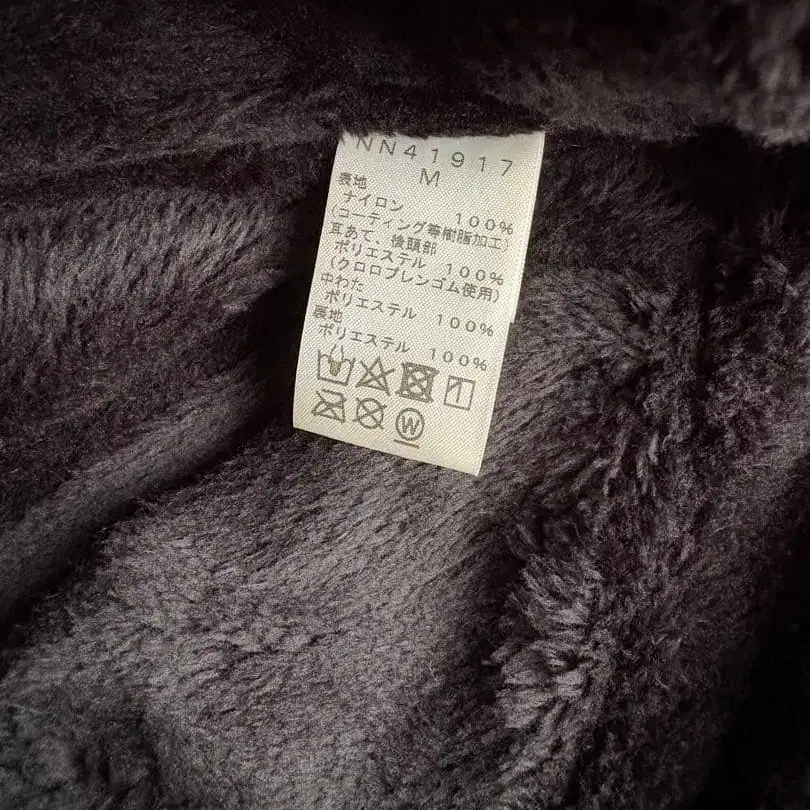 NN41917
M
表地
ナイロン 100%
(コーティング等樹脂加工)
耳あて、後頭部
ポリエステル 100%
(クロロプレンゴム使用)
中わた
ポリエステル 100%
裏地
ポリエステル 100%
W